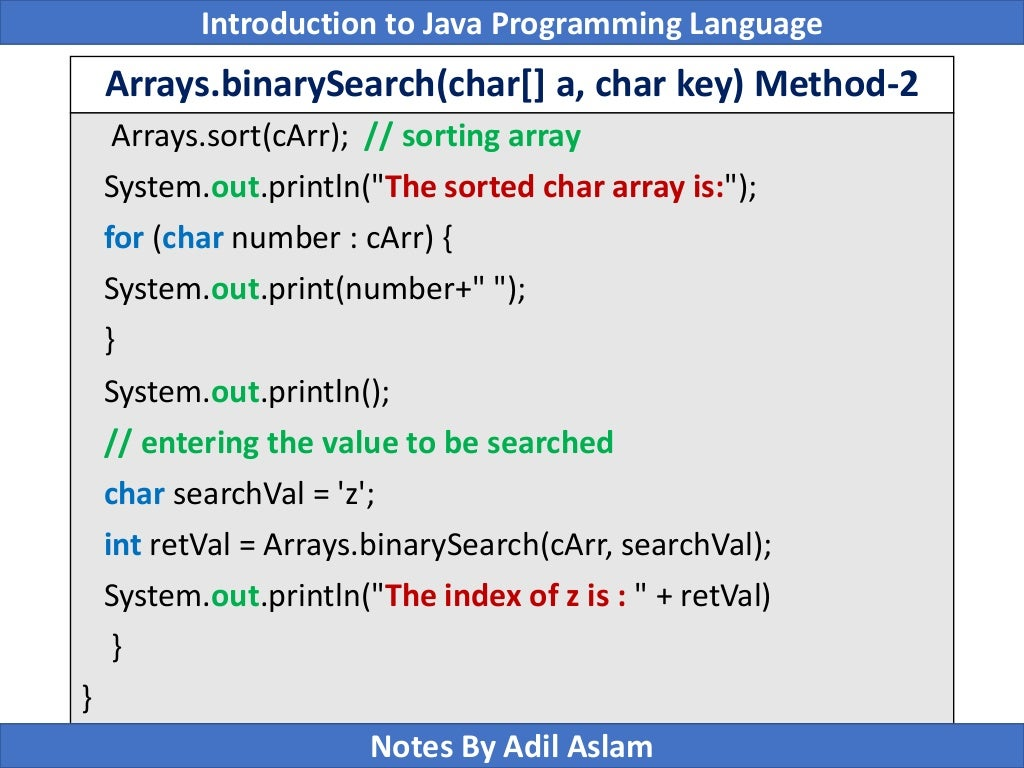 Introduction to Java Programming Language
Arrays.binarySearch(char[] a, char key) Method-2
Arrays.sort(cArr); // sorting array
System.out.println("The sorted char array is:");
for (char number : cArr) {
System.out.print(number+" ");
}
System.out.println();
// entering the value to be searched
char searchVal = 'z';
int retVal = Arrays.binarySearch(cArr, searchVal);
System.out.println("The index of z is : " + retVal)
}
}
Notes By Adil Aslam